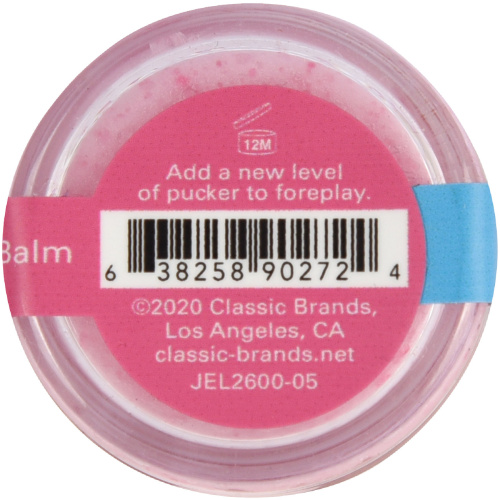 12M
Add a new level
of pucker to foreplay.
Balm
6 38258 90272 4
©2020 Classic Brands,
Los Angeles, CA
classic-brands.net
JEL2600-05